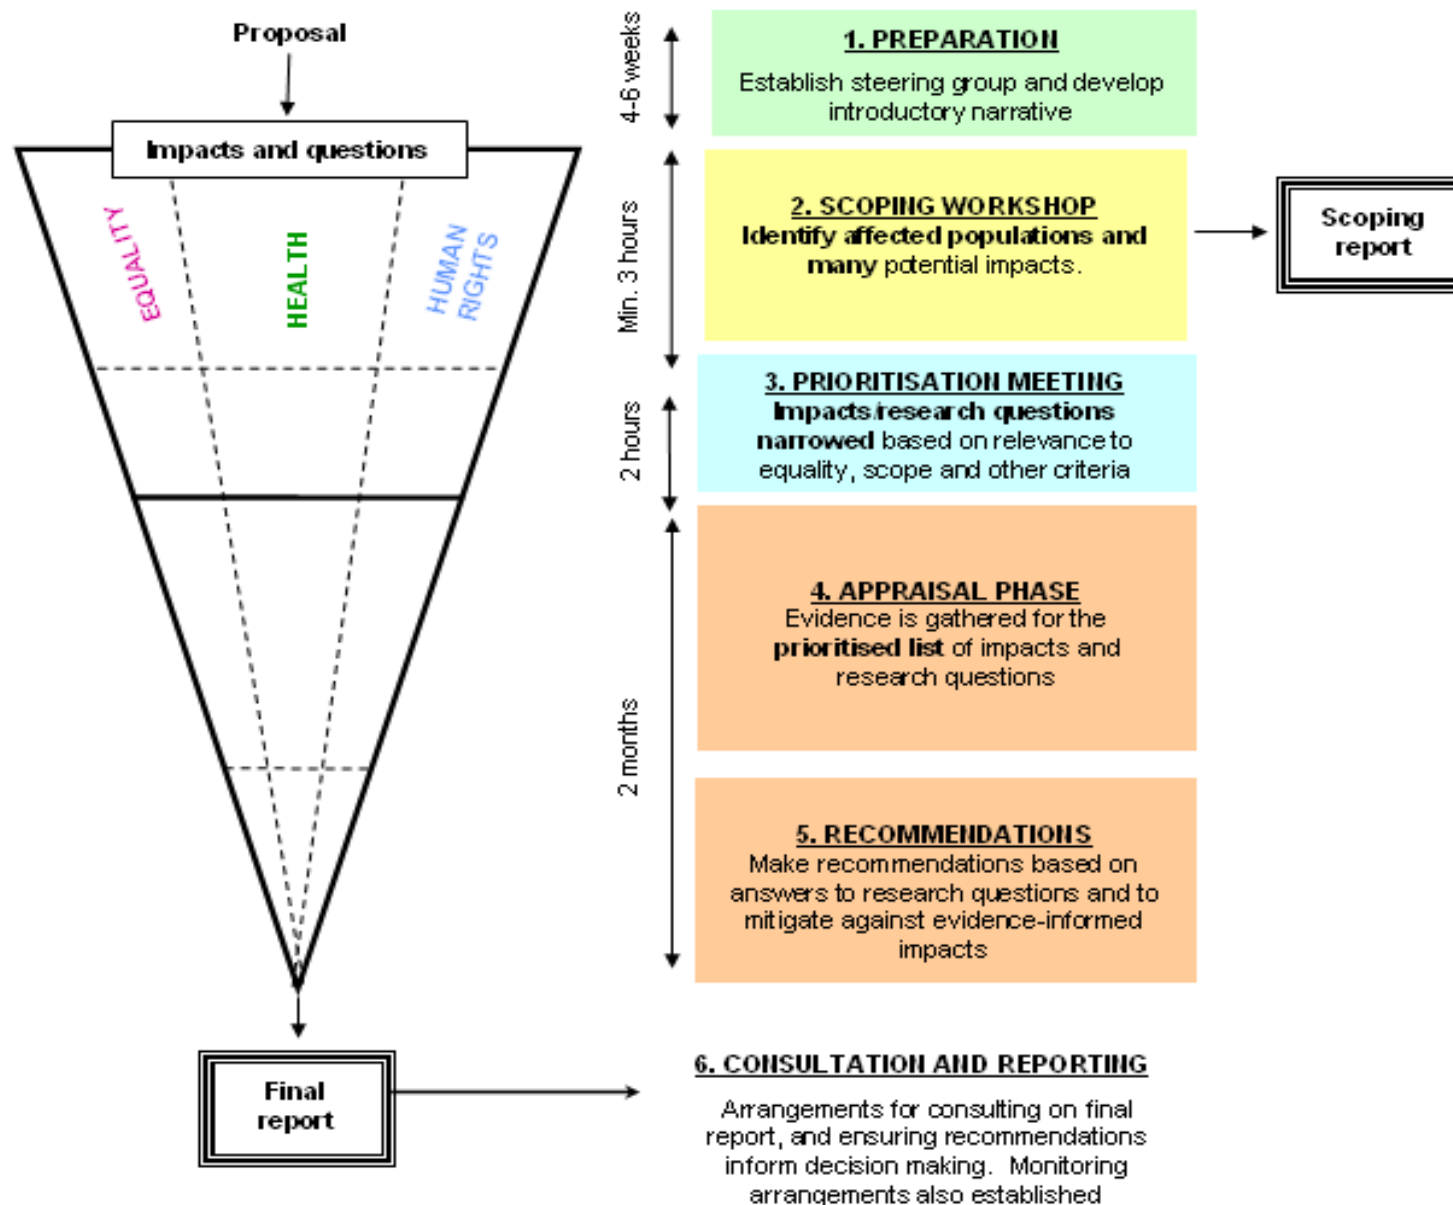 Proposal
Impacts and questions
EQUALITY
HEALTH
HUMAN
RIGHTS
4-6 weeks
1. PREPARATION
Establish steering group and develop
introductory narrative
Min. 3 hours
2. SCOPING WORKSHOP
Identify affected populations and
many potential impacts.
Scoping
report
2 hours
3. PRIORITISATION MEETING
Impacts/research questions
narrowed based on relevance to
equality, scope and other criteria
2 months
4. APPRAISAL PHASE
Evidence is gathered for the
prioritised list of impacts and
research questions
5. RECOMMENDATIONS
Make recommendations based on
answers to research questions and to
mitigate against evidence-informed
impacts
Final
report
6. CONSULTATION AND REPORTING
Arrangements for consulting on final
report, and ensuring recommendations
inform decision making. Monitoring
arrangements also established